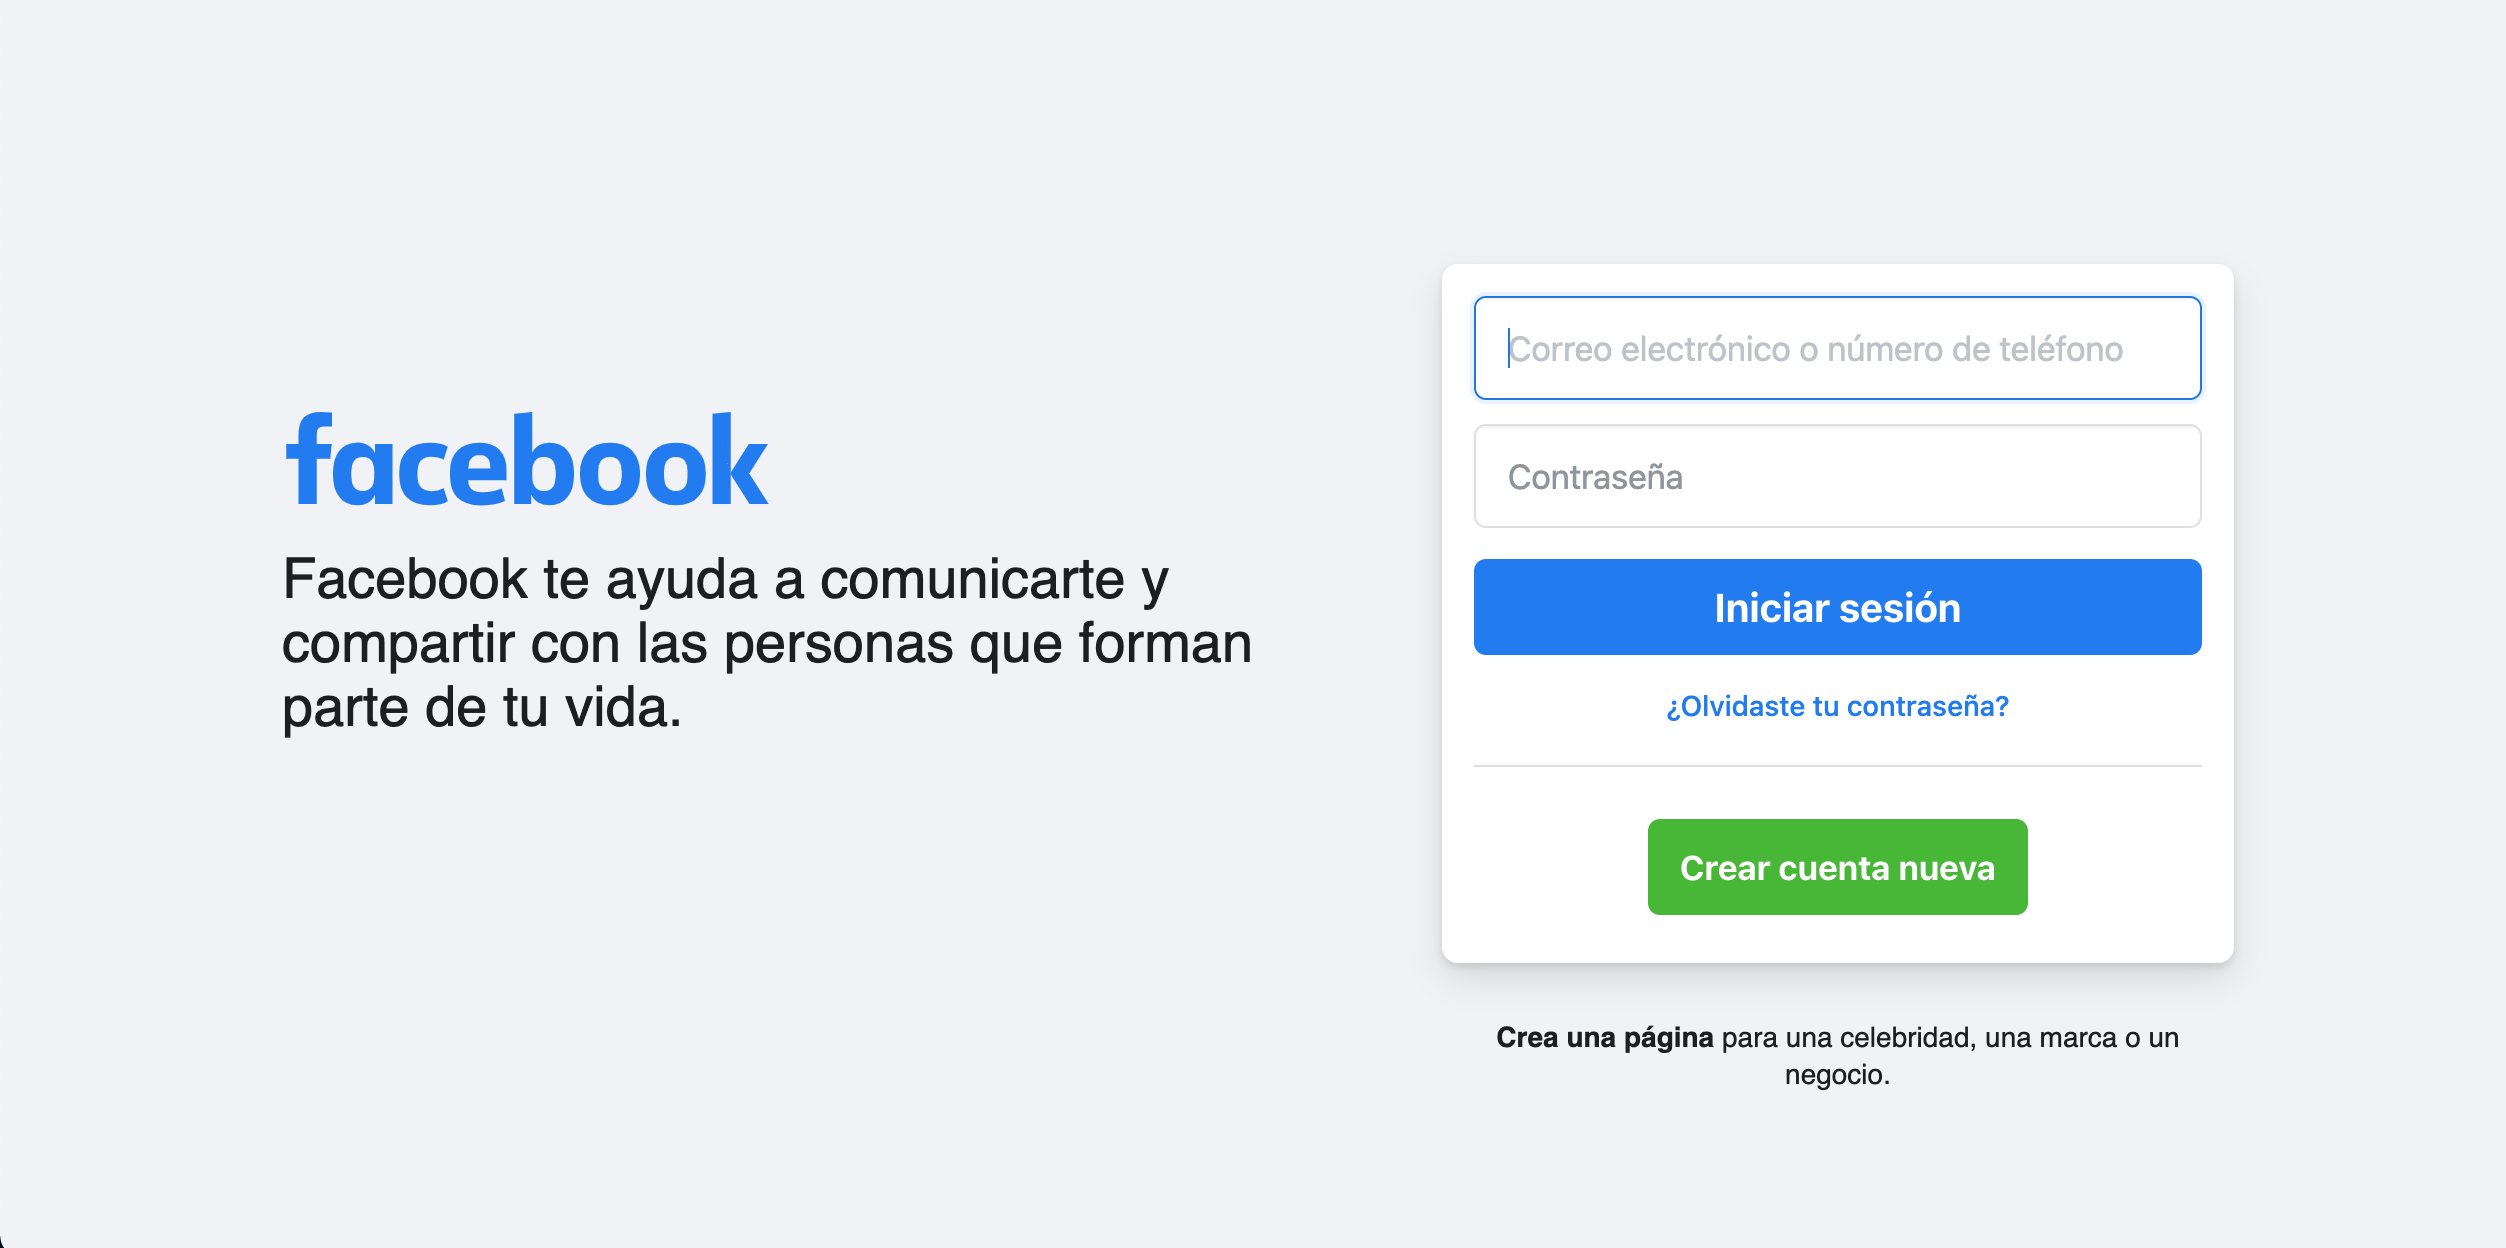 facebook
Facebook te ayuda a comunicarte y
compartir con las personas que forman
parte de tu vida.
Correo electrónico o número de teléfono
Contraseña
Iniciar sesión
¿Olvidaste tu contraseña?
Crear cuenta nueva
Crea una página para una celebridad, una marca o un
negocio.